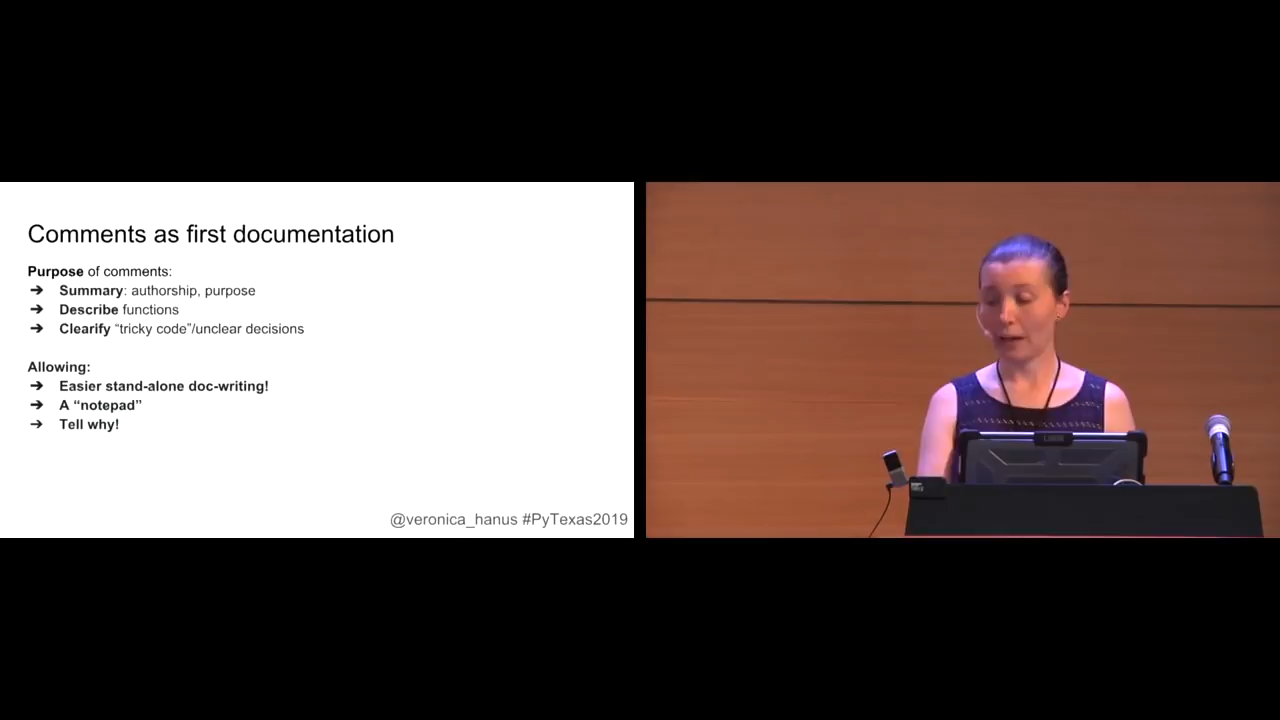 Comments as first documentation
Purpose of comments:
➔ Summary: authorship, purpose
➔ Describe functions
➔ Clearify “tricky code”/unclear decisions
Allowing:
➔ Easier stand-alone doc-writing!
➔ A “notepad”
➔ Tell why!
@veronica_hanus #PyTexas2019